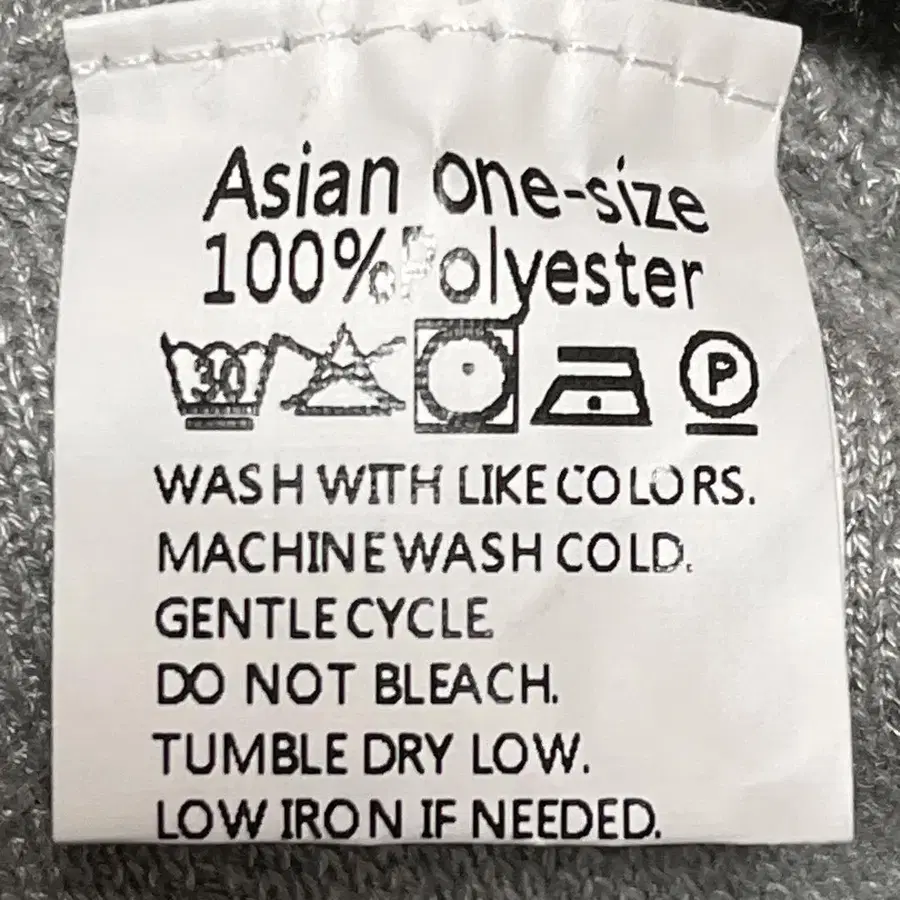 Asian One-size
100%Polyester
30 P
WASH WITH LIKE COLORS.
MACHINE WASH COLD.
GENTLE CYCLE
DO NOT BLEACH.
TUMBLE DRY LOW.
LOW IRON IF NEEDED.